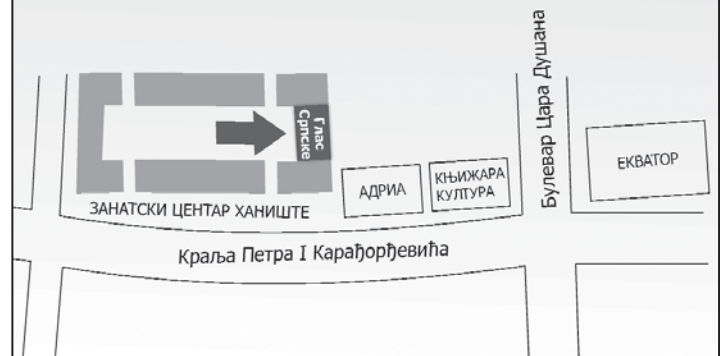 Глас
Српске
ЗАНАТСКИ ЦЕНТАР ХАНИШТЕ
АДРИА
КЊИЖАРА
КУЛТУРА
Булевар Цара Душана
ЕКВАТОР
Краља Петра I Карађорђевића